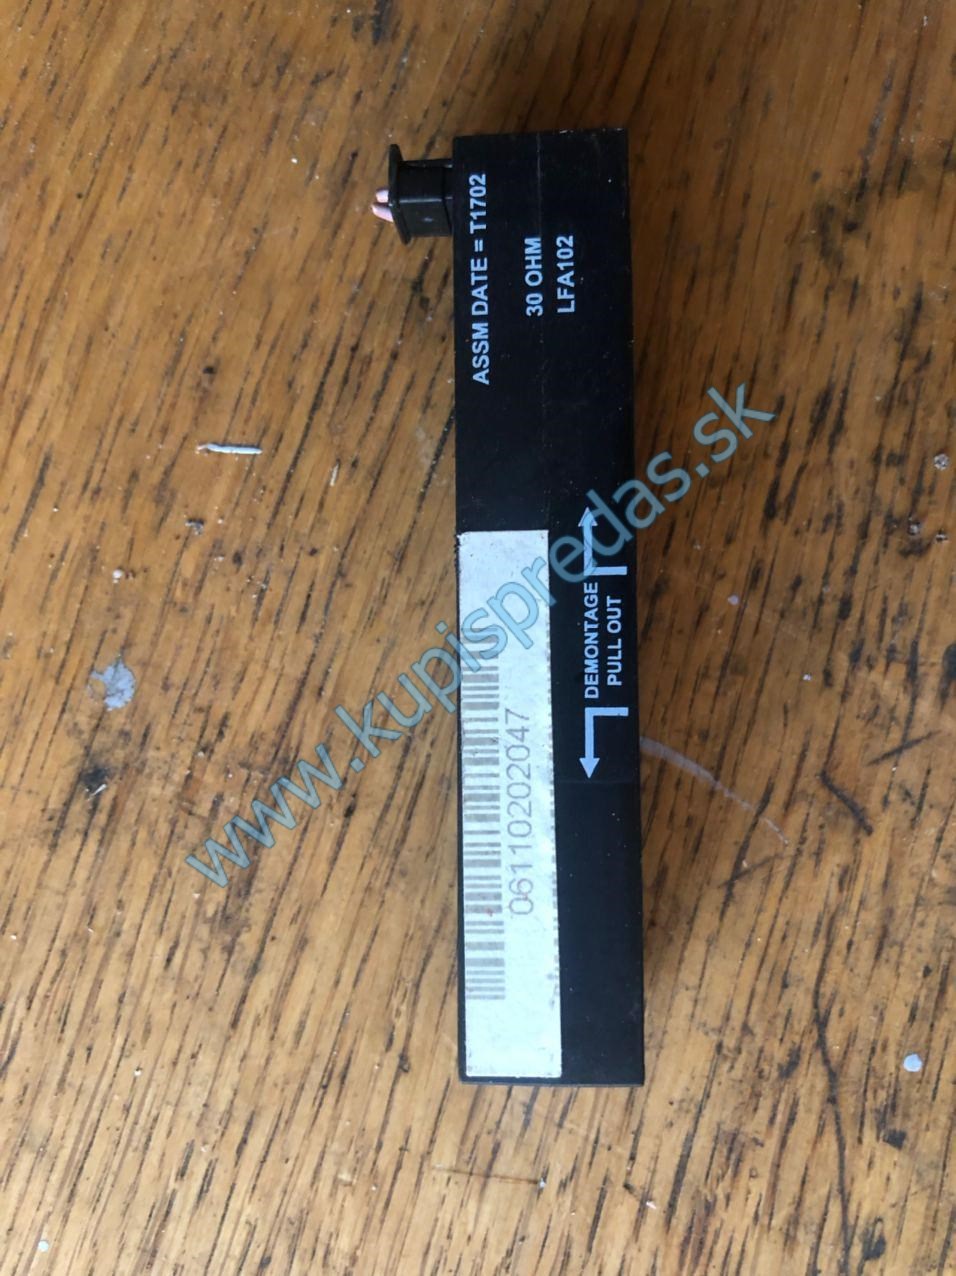 ASSM DATE = T1702
30 OHM
LFA102
DEMONTAGE
PULL OUT
06110202047
www.kupispredas.sk